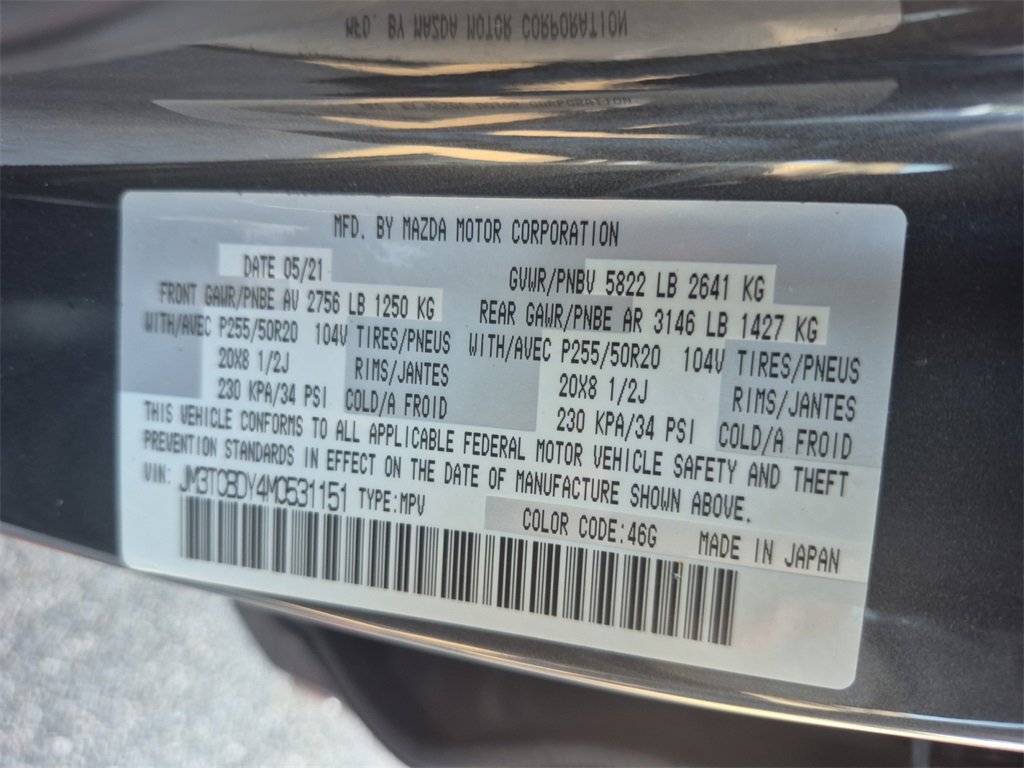 MFD. BY MAZDA MOTOR CORPORATION
DATE 05/21
GVWR/PNBV 5822 LB 2641 KG
FRONT GAWR/PNBE AV 2756 LB 1250 KG
REAR GAWR/PNBE AR 3146 LB 1427 KG
WITH/AVEC P255/50R20 104V TIRES/PNEUS
WITH/AVEC P255/50R20 104V TIRES/PNEUS
20X8 1/2J RIMS/JANTES
20X8 1/2J RIMS/JANTES
230 KPA/34 PSI COLD/A FROID
230 KPA/34 PSI COLD/A FROID
THIS VEHICLE CONFORMS TO ALL APPLICABLE FEDERAL MOTOR VEHICLE SAFETY AND THEFT
PREVENTION STANDARDS IN EFFECT ON THE DATE OF MANUFACTURE SHOWN ABOVE.
VIN: JM3TCBDY4M0531151 TYPE:MPV
COLOR CODE:46G MADE IN JAPAN